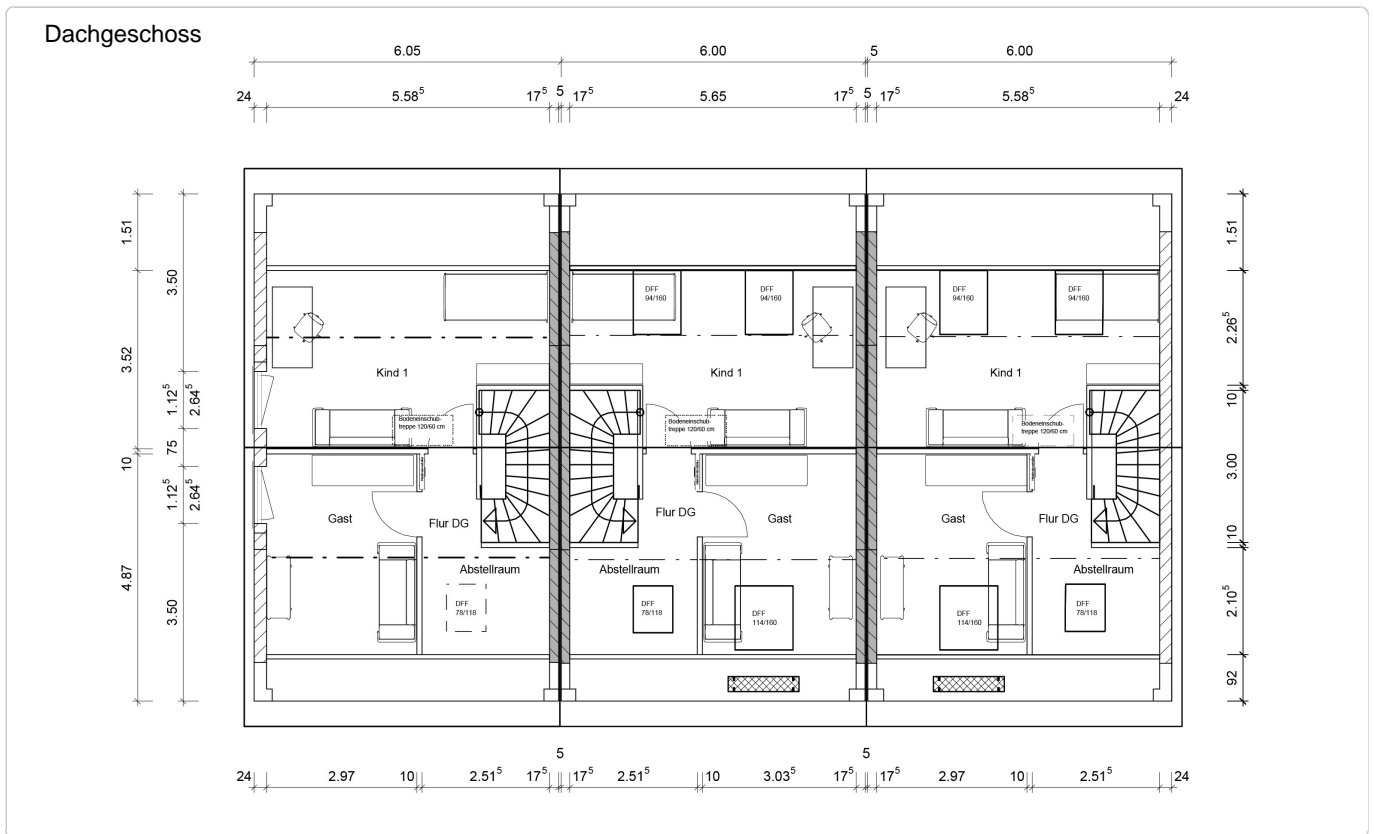 Dachgeschoss
6.05 6.00 5 6.00
24 5.58⁵ 17⁵ 5 17⁵ 5.65 17⁵ 5 17⁵ 5.58⁵ 24
1.51
3.52
10
4.87
3.50
1.12⁵
2.64⁵
75
1.12⁵
2.64⁵
3.50
DFF
94/160
DFF
94/160
DFF
94/160
DFF
94/160
Kind 1
Kind 1
Kind 1
Bodeneinschub-
treppe 120/60 cm
Bodeneinschub-
treppe 120/60 cm
Bodeneinschub-
treppe 120/60 cm
Gast
Flur DG
Flur DG
Gast
Gast
Flur DG
Abstellraum
Abstellraum
Abstellraum
DFF
78/118
DFF
78/118
DFF
114/160
DFF
114/160
DFF
78/118
1.51
2.26⁵
10
3.00
10
2.10⁵
92
5 5
24 2.97 10 2.51⁵ 17⁵ 17⁵ 2.51⁵ 10 3.03⁵ 17⁵ 17⁵ 2.97 10 2.51⁵ 24